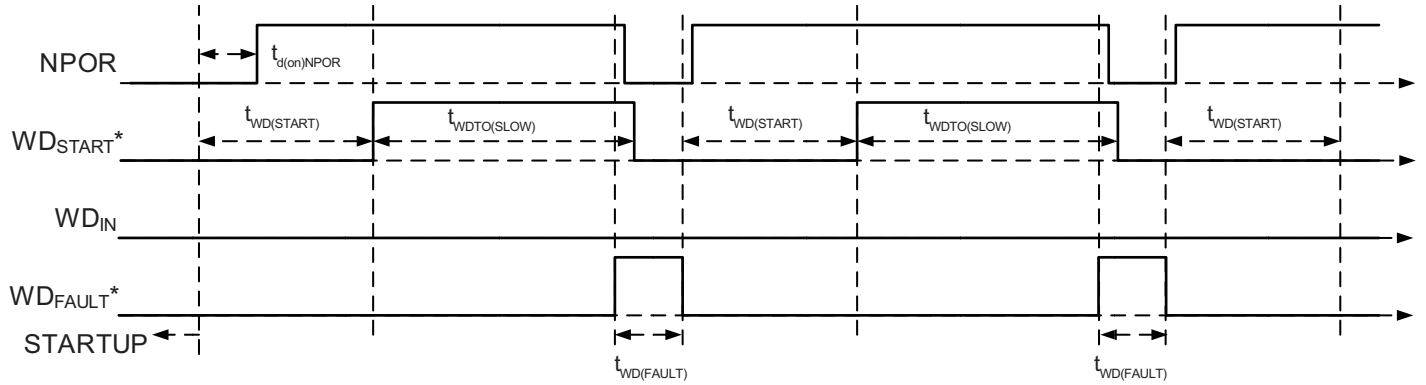 NPOR
t_d(on)NPOR
WD_START*
t_WD(START)
t_WDTO(SLOW)
t_WD(START)
t_WDTO(SLOW)
t_WD(START)
WD_IN
WD_FAULT*
STARTUP
t_WD(FAULT)
t_WD(FAULT)